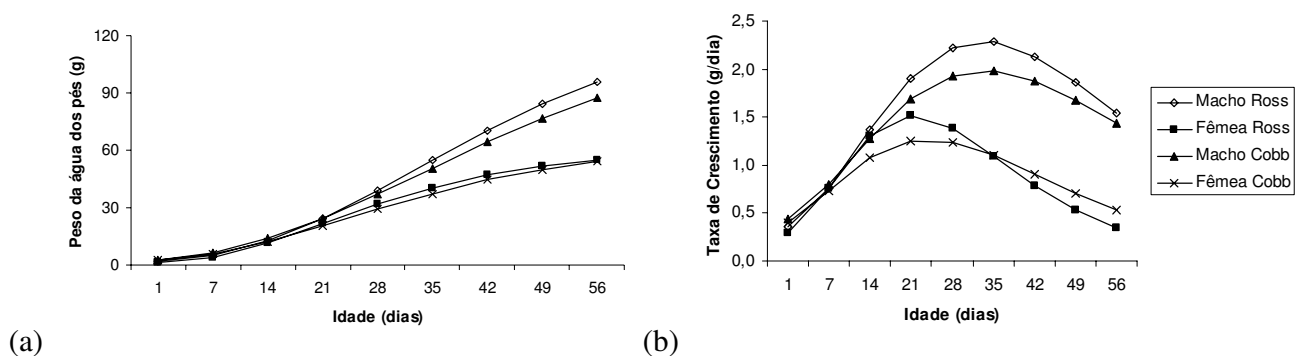 Peso da água dos pés (g)
120
90
60
30
0
1 7 14 21 28 35 42 49 56
Idade (dias)
(a)
Taxa de Crescimento (g/dia)
2,5
2,0
1,5
1,0
0,5
0,0
1 7 14 21 28 35 42 49 56
Idade (dias)
(b)
Macho Ross
Fêmea Ross
Macho Cobb
Fêmea Cobb